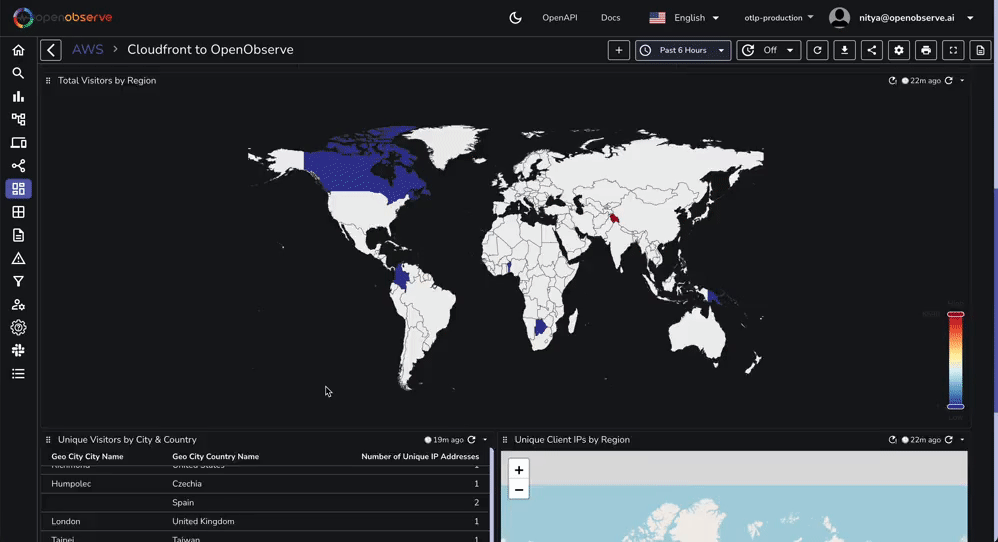 openobserve
OpenAPI
Docs
English
otlp-production
nitya@openobserve.ai
AWS
Cloudfront to OpenObserve
Past 6 Hours
Off
Total Visitors by Region
22m ago
Unique Visitors by City & Country
19m ago
Geo City City Name Geo City Country Name Number of Unique IP Addresses
Richmond United States 1
Humpolec Czechia 1
Spain 2
London United Kingdom 1
Taipei Taiwan 1
Unique Client IPs by Region
22m ago
+
−